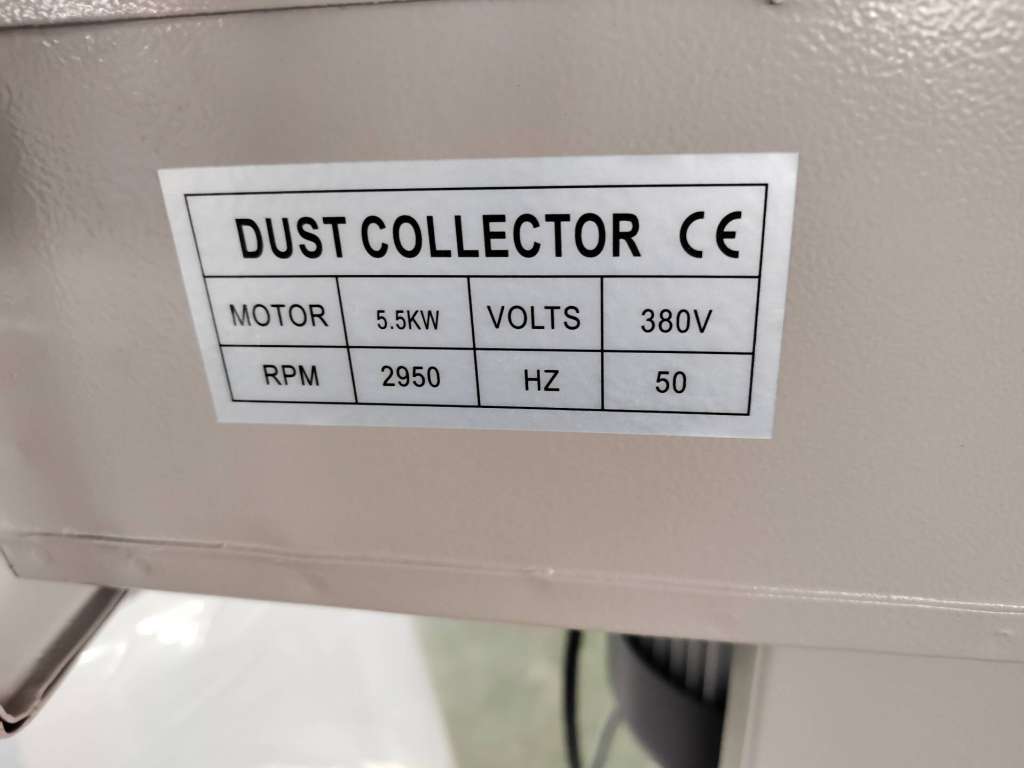 DUST COLLECTOR CE
MOTOR 5.5KW VOLTS 380V
RPM 2950 HZ 50